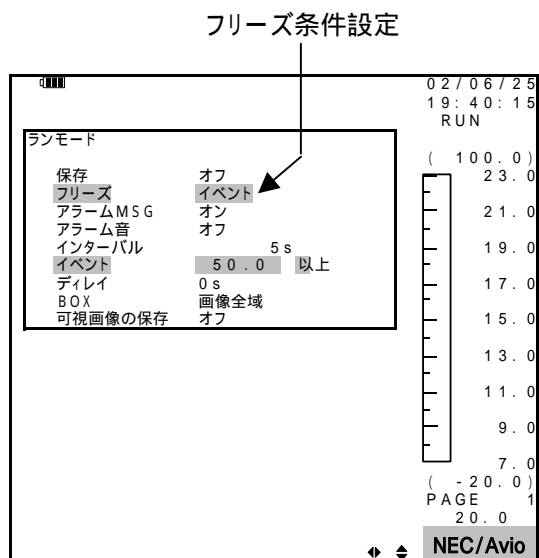 フリーズ条件設定
02/06/25
19:40:15
RUN
ランモード
保存 オフ
フリーズ イベント
アラームMSG オン
アラーム音 オフ
インターバル 5s
イベント 50.0 以上
ディレイ 0s
BOX 画像全域
可視画像の保存 オフ
( 100.0)
23.0
21.0
19.0
17.0
15.0
13.0
11.0
9.0
7.0
( -20.0)
PAGE 1
20.0
NEC/Avio